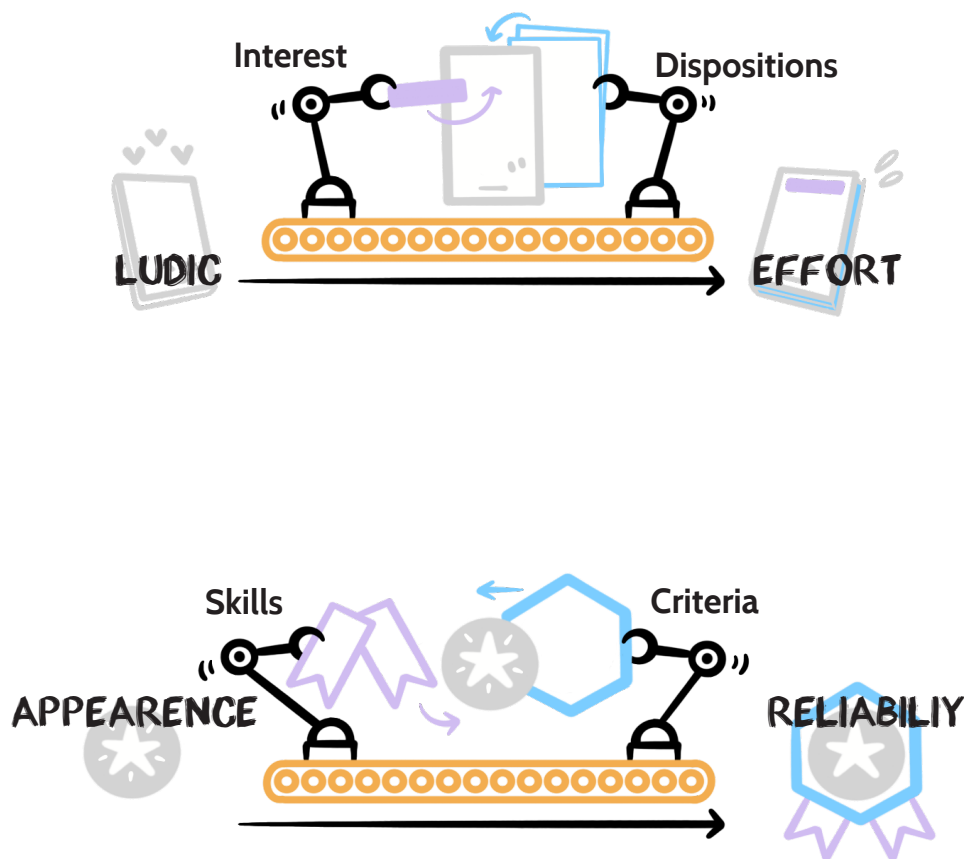 Interest
Dispositions
LUDIC
EFFORT
Skills
Criteria
APPEARENCE
RELIABILIY